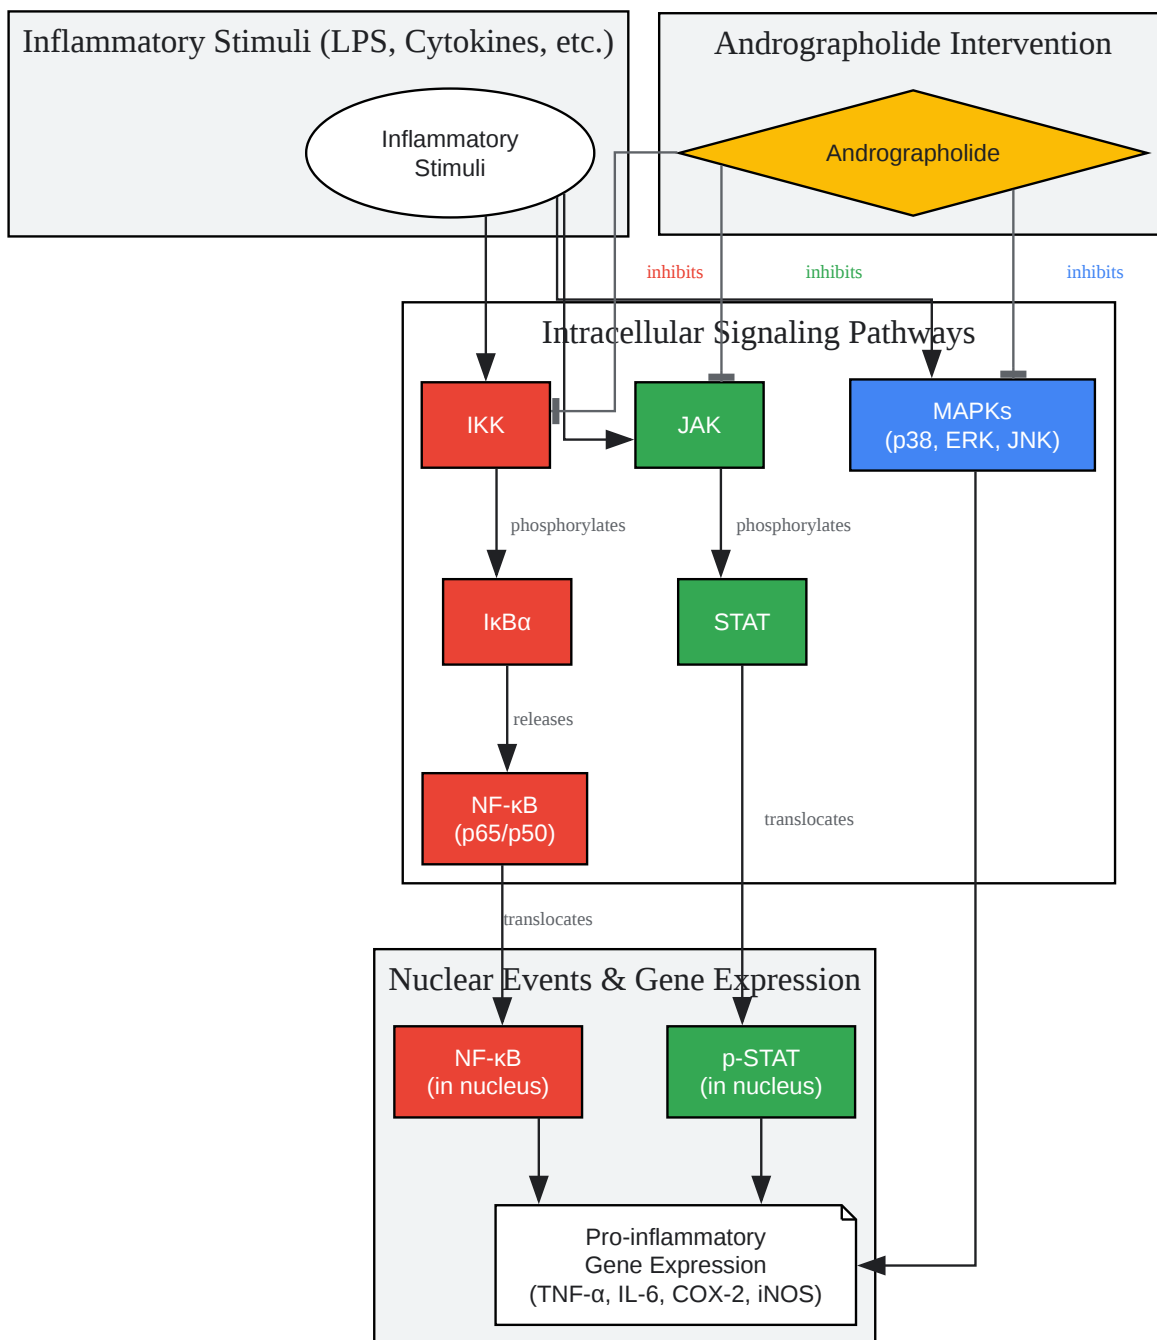 Inflammatory Stimuli (LPS, Cytokines, etc.)
Andrographolide Intervention
Inflammatory
Stimuli
Andrographolide
inhibits
inhibits
inhibits
Intracellular Signaling Pathways
IKK
JAK
MAPKs
(p38, ERK, JNK)
phosphorylates
phosphorylates
IκBα
STAT
releases
NF-κB
(p65/p50)
translocates
translocates
Nuclear Events & Gene Expression
NF-κB
(in nucleus)
p-STAT
(in nucleus)
Pro-inflammatory
Gene Expression
(TNF-α, IL-6, COX-2, iNOS)